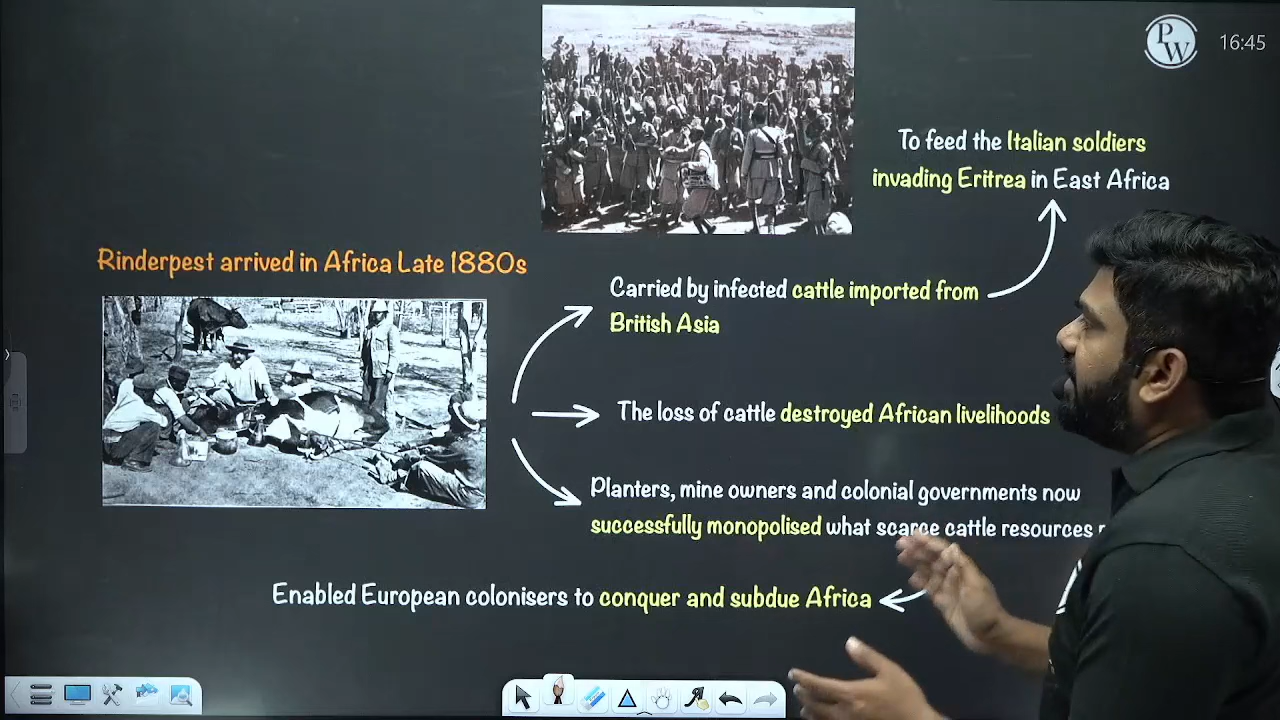 PW
16:45
To feed the Italian soldiers
invading Eritrea in East Africa
Rinderpest arrived in Africa Late 1880s
Carried by infected cattle imported from
British Asia
The loss of cattle destroyed African livelihoods
Planters, mine owners and colonial governments now
successfully monopolised what scarce cattle resources
Enabled European colonisers to conquer and subdue Africa